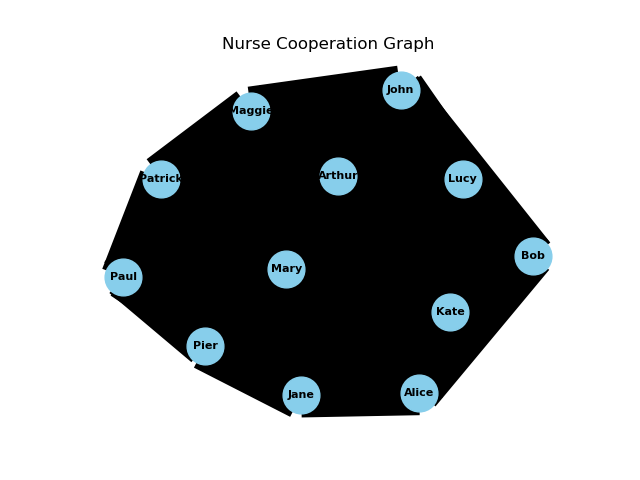 Nurse Cooperation Graph
John
Maggie
Arthur
Patrick
Lucy
Bob
Mary
Paul
Kate
Pier
Alice
Jane